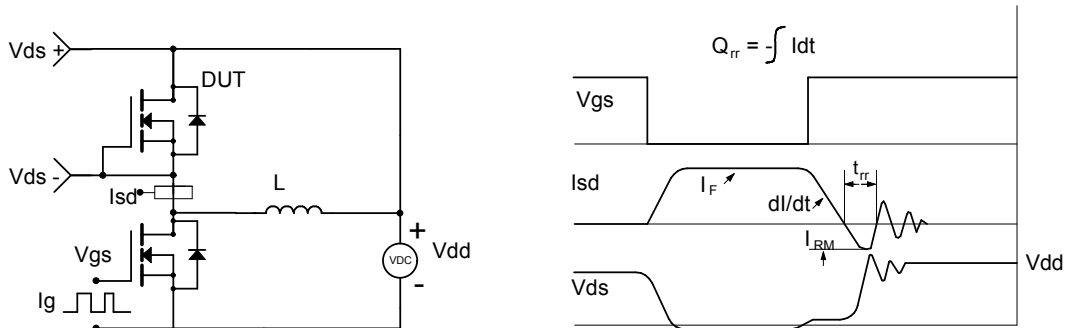 Vds +
DUT
Vds -
Isd
L
Vgs
+
VDC
Vdd
-
Ig
Qrr = -∫ Idt
Vgs
Isd
IF
dI/dt
trr
IRM
Vds
Vdd